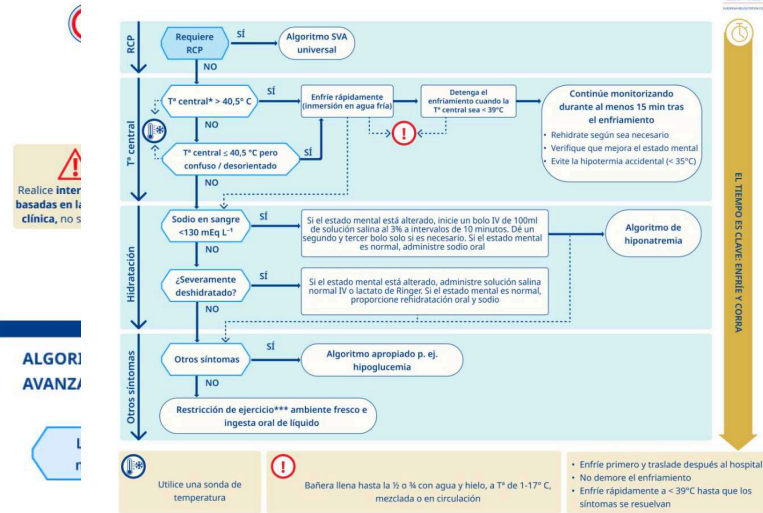 Realice inter
basadas en la
clínica, no s
ALGORI
AVANZA
RCP
Requiere
RCP
SÍ
Algoritmo SVA
universal
NO
Tª central
Tª central* > 40,5° C
SÍ
Enfríe rápidamente
(inmersión en agua fría)
Detenga el
enfriamiento cuando la
Tª central sea < 39°C
Continúe monitorizando
durante al menos 15 min tras
el enfriamiento
• Rehidrate según sea necesario
• Verifique que mejora el estado mental
• Evite la hipotermia accidental (< 35°C)
NO
Tª central ≤ 40,5 °C pero
confuso / desorientado
SÍ
NO
Hidratación
Sodio en sangre
<130 mEq L⁻¹
SÍ
Si el estado mental está alterado, inicie un bolo IV de 100ml
de solución salina al 3% a intervalos de 10 minutos. Dé un
segundo y tercer bolo solo si es necesario. Si el estado mental
es normal, administre sodio oral
Algoritmo de
hiponatremia
NO
¿Severamente
deshidratado?
SÍ
Si el estado mental está alterado, administre solución salina
normal IV o lactato de Ringer. Si el estado mental es normal,
proporcione rehidratación oral y sodio
NO
Otros síntomas
Otros síntomas
SÍ
Algoritmo apropiado p. ej.
hipoglucemia
NO
Restricción de ejercicio*** ambiente fresco e
ingesta oral de líquido
EL TIEMPO ES CLAVE: ENFRÍE Y CORRA
Utilice una sonda de
temperatura
Bañera llena hasta la ½ o ¾ con agua y hielo, a Tª de 1-17° C,
mezclada o en circulación
• Enfríe primero y traslade después al hospital
• No demore el enfriamiento
• Enfríe rápidamente a < 39°C hasta que los
síntomas se resuelvan